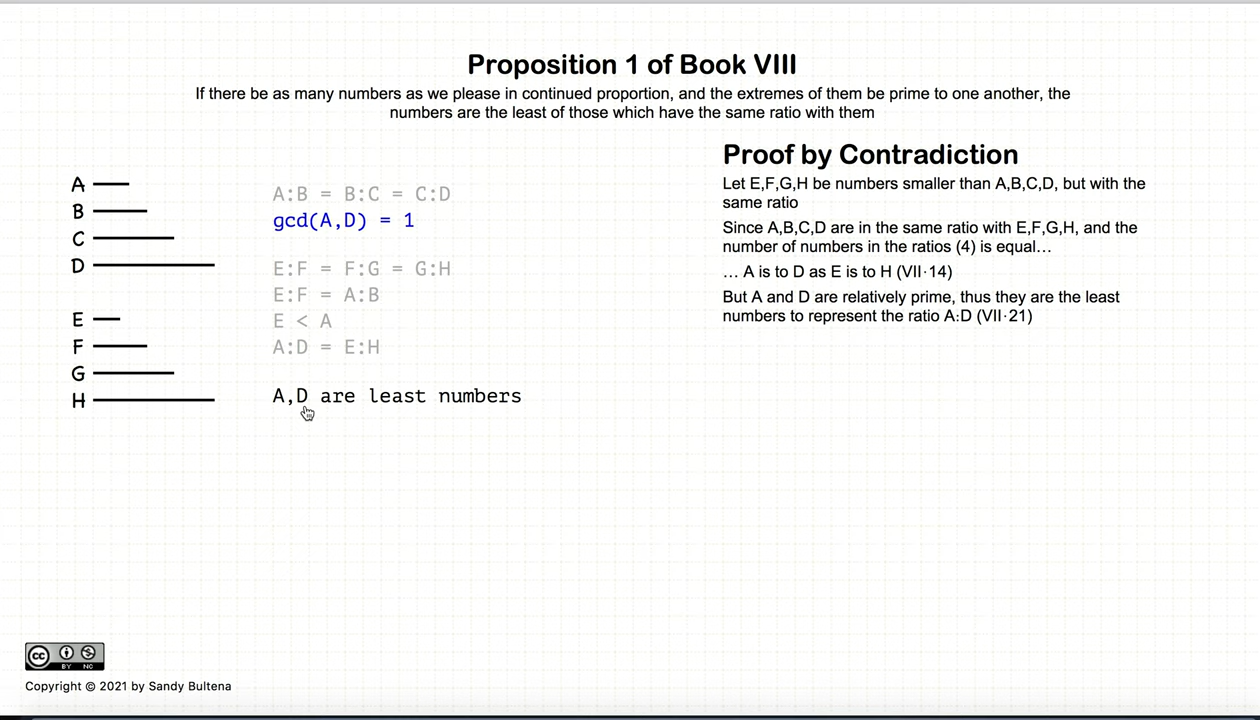 Proposition 1 of Book VIII
If there be as many numbers as we please in continued proportion, and the extremes of them be prime to one another, the
numbers are the least of those which have the same ratio with them
A
B
C
D
E
F
G
H
A:B = B:C = C:D
gcd(A,D) = 1
E:F = F:G = G:H
E:F = A:B
E < A
A:D = E:H
A,D are least numbers
Proof by Contradiction
Let E,F,G,H be numbers smaller than A,B,C,D, but with the
same ratio
Since A,B,C,D are in the same ratio with E,F,G,H, and the
number of numbers in the ratios (4) is equal…
… A is to D as E is to H (VII·14)
But A and D are relatively prime, thus they are the least
numbers to represent the ratio A:D (VII·21)
cc
BY NC
Copyright © 2021 by Sandy Bultena